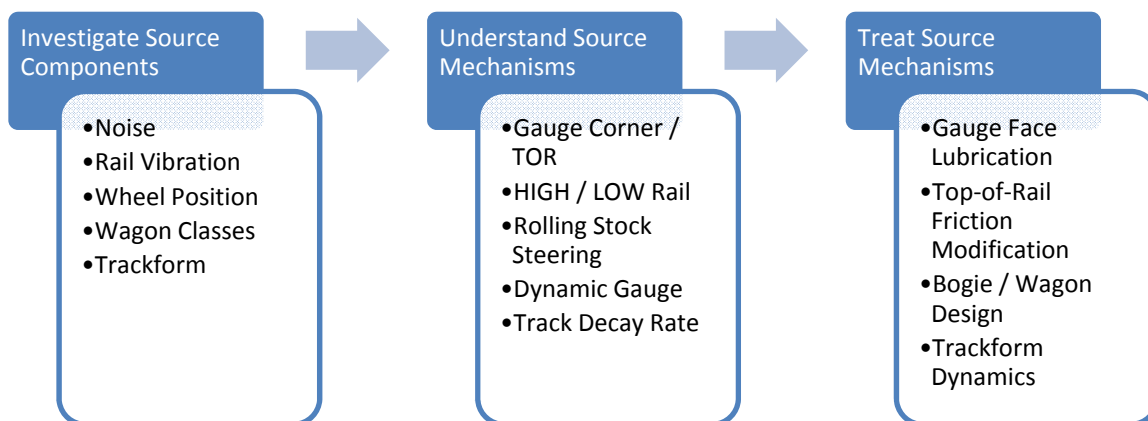 Investigate Source
Components
•Noise
•Rail Vibration
•Wheel Position
•Wagon Classes
•Trackform
Understand Source
Mechanisms
•Gauge Corner /
TOR
•HIGH / LOW Rail
•Rolling Stock
Steering
•Dynamic Gauge
•Track Decay Rate
Treat Source
Mechanisms
•Gauge Face
Lubrication
•Top-of-Rail
Friction
Modification
•Bogie / Wagon
Design
•Trackform
Dynamics